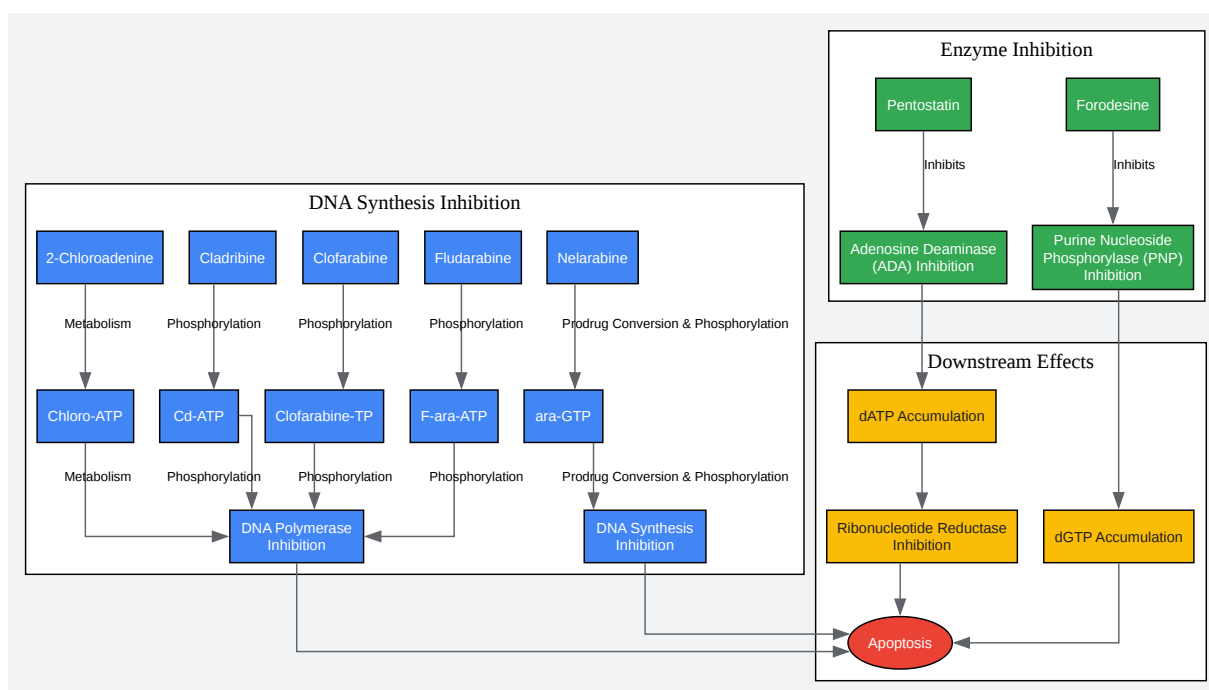 Enzyme Inhibition
Pentostatin
Forodesine
Inhibits
Inhibits
Adenosine Deaminase
(ADA) Inhibition
Purine Nucleoside
Phosphorylase (PNP)
Inhibition
DNA Synthesis Inhibition
2-Chloroadenine
Cladribine
Clofarabine
Fludarabine
Nelarabine
Metabolism
Phosphorylation
Phosphorylation
Phosphorylation
Prodrug Conversion & Phosphorylation
Chloro-ATP
Cd-ATP
Clofarabine-TP
F-ara-ATP
ara-GTP
Metabolism
Phosphorylation
Phosphorylation
Phosphorylation
Prodrug Conversion & Phosphorylation
DNA Polymerase
Inhibition
DNA Synthesis
Inhibition
Downstream Effects
dATP Accumulation
Ribonucleotide Reductase
Inhibition
dGTP Accumulation
Apoptosis